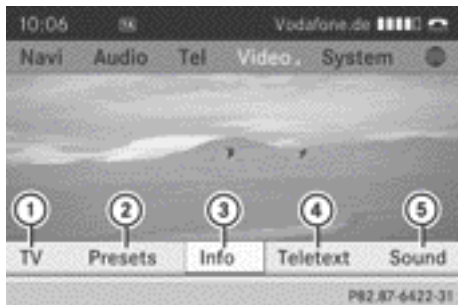 10:06 TA Vodafone.de
Navi Audio Tel Video System
1 2 3 4 5
TV Presets Info Teletext Sound
P82.87-6422-31